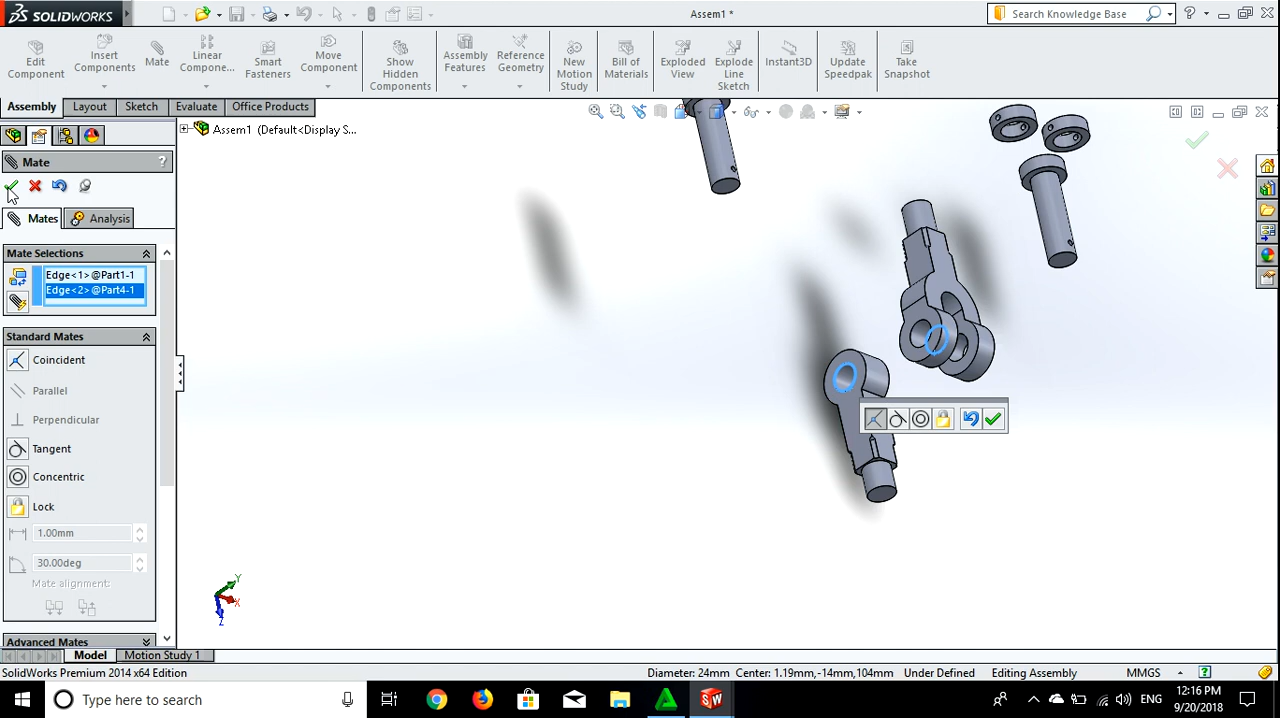 SOLIDWORKS
Assem1 *
Search Knowledge Base
Edit Component
Insert Components
Mate
Linear Compone...
Smart Fasteners
Move Component
Show Hidden Components
Assembly Features
Reference Geometry
New Motion Study
Bill of Materials
Exploded View
Explode Line Sketch
Instant3D
Update Speedpak
Take Snapshot
Assembly
Layout
Sketch
Evaluate
Office Products
Assem1 (Default<Display S...
Mate
?
Mates
Analysis
Mate Selections
Edge<1>@Part1-1
Edge<2>@Part4-1
Standard Mates
Coincident
Parallel
Perpendicular
Tangent
Concentric
Lock
1.00mm
30.00deg
Mate alignment:
Advanced Mates
Y
X
Z
Model
Motion Study 1
SolidWorks Premium 2014 x64 Edition
Diameter: 24mm Center: 1.19mm,-14mm,104mm
Under Defined
Editing Assembly
MMGS
?
Type here to search
SW
ENG
12:16 PM
9/20/2018